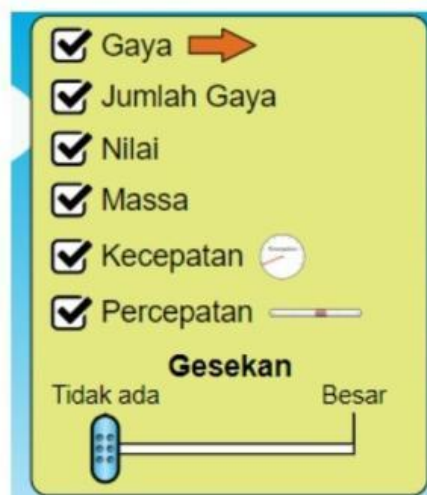 Gaya
Jumlah Gaya
Nilai
Massa
Kecepatan
Percepatan
Gesekan
Tidak ada Besar